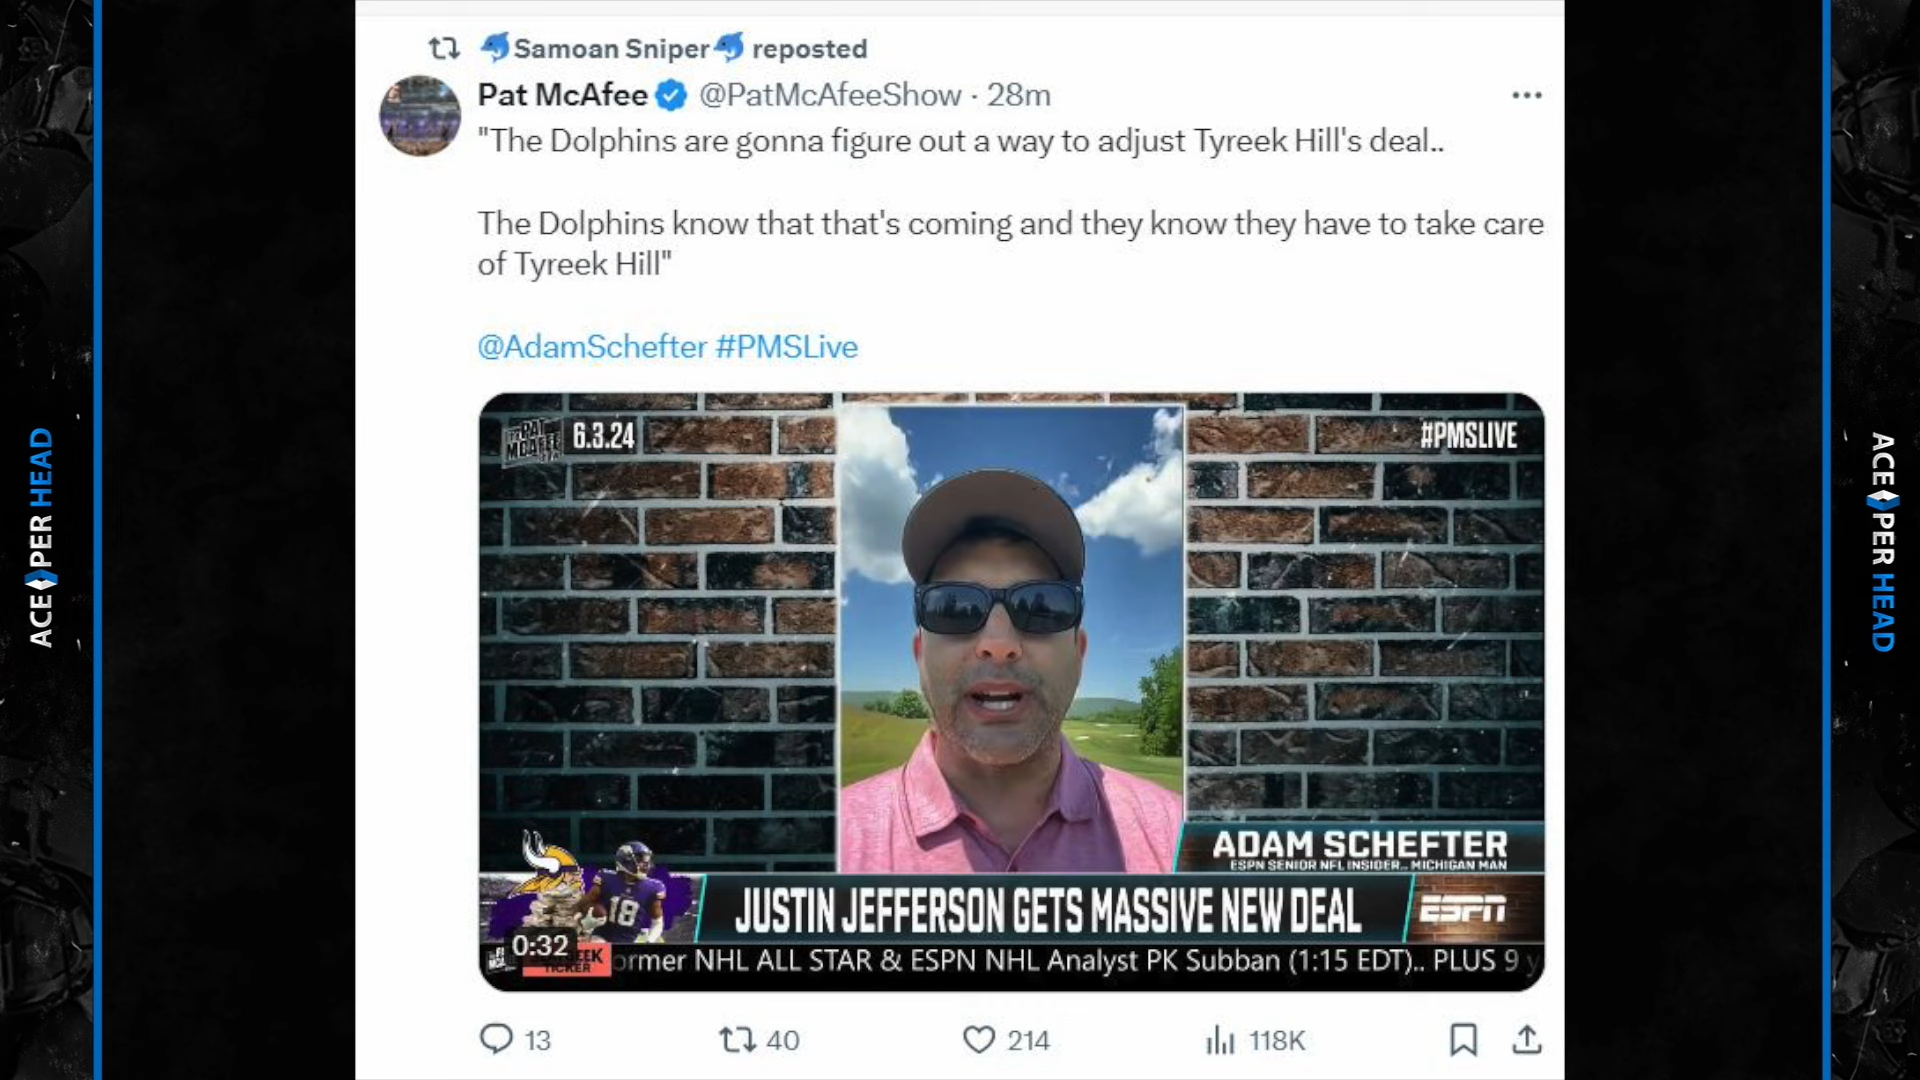 🐬Samoan Sniper🐬 reposted
Pat McAfee @PatMcAfeeShow · 28m
"The Dolphins are gonna figure out a way to adjust Tyreek Hill's deal..
The Dolphins know that that's coming and they know they have to take care
of Tyreek Hill"
@AdamSchefter #PMSLive
PAT
MCAFEE
6.3.24
#PMSLIVE
ADAM SCHEFTER
ESPN SENIOR NFL INSIDER.. MICHIGAN MAN
18
JUSTIN JEFFERSON GETS MASSIVE NEW DEAL
ESPN
0:32
TICKER
ormer NHL ALL STAR & ESPN NHL Analyst PK Subban (1:15 EDT).. PLUS 9 y
13
40
214
118K
ACE PER HEAD
ACE PER HEAD